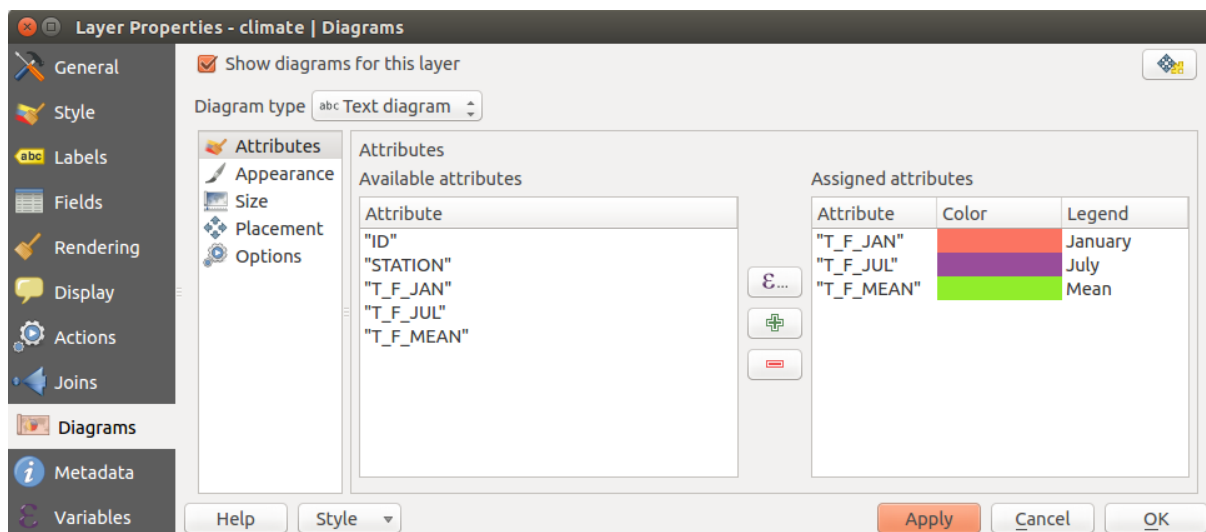 Layer Properties - climate | Diagrams
General
Style
abc Labels
Fields
Rendering
Display
Actions
Joins
Diagrams
Metadata
Variables
Show diagrams for this layer
Diagram type abc Text diagram
Attributes
Appearance
Size
Placement
Options
Attributes
Available attributes
Attribute
"ID"
"STATION"
"T_F_JAN"
"T_F_JUL"
"T_F_MEAN"
ε...
Assigned attributes
Attribute Color Legend
"T_F_JAN" January
"T_F_JUL" July
"T_F_MEAN" Mean
Help Style Apply Cancel OK